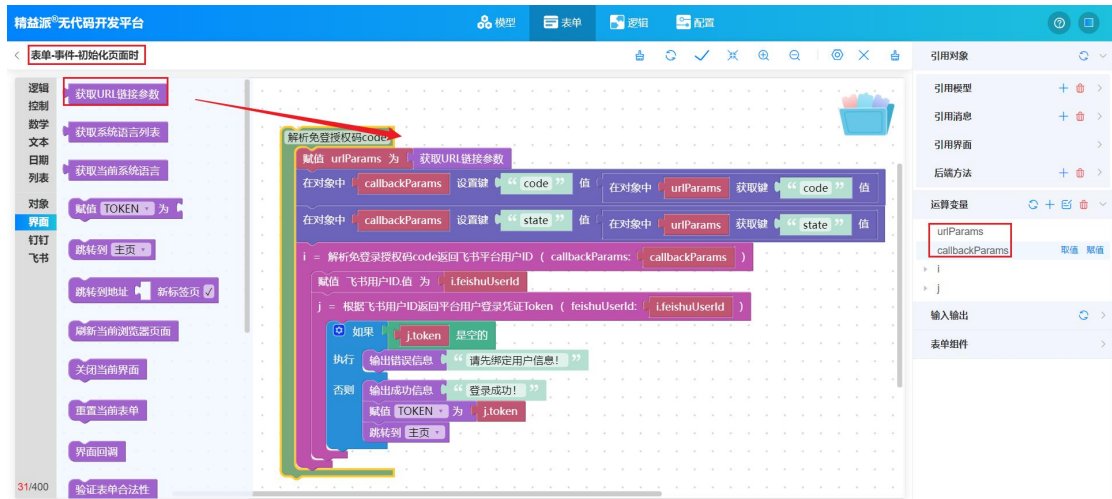 精益派®无代码开发平台 模型 表单 逻辑 配置
表单-事件-初始化页面时 引用对象
逻辑
控制
数学
文本
日期
列表
对象
界面
钉钉
飞书
获取URL链接参数
获取系统语言列表
获取当前系统语言
赋值 TOKEN 为
跳转到 主页
跳转到地址 新标签页
刷新当前浏览器页面
关闭当前界面
重置当前表单
界面回调
验证表单合法性
31/400
解析免登授权码code
赋值 urlParams 为 获取URL链接参数
在对象中 callbackParams 设置键 “ code ” 值 在对象中 urlParams 获取键 “ code ” 值
在对象中 callbackParams 设置键 “ state ” 值 在对象中 urlParams 获取键 “ state ” 值
i = 解析免登录授权码code返回飞书平台用户ID ( callbackParams: callbackParams )
赋值 飞书用户ID.值 为 i.feishuUserId
j = 根据飞书用户ID返回平台用户登录凭证Token ( feishuUserId: i.feishuUserId )
如果 j.token 是空的
执行 输出错误信息 “ 请先绑定用户信息！ ”
否则 输出成功信息 “ 登录成功！ ”
赋值 TOKEN 为 j.token
跳转到 主页
引用模型
引用消息
引用界面
后端方法
运算变量
urlParams
callbackParams 取值 赋值
i
j
输入输出
表单组件